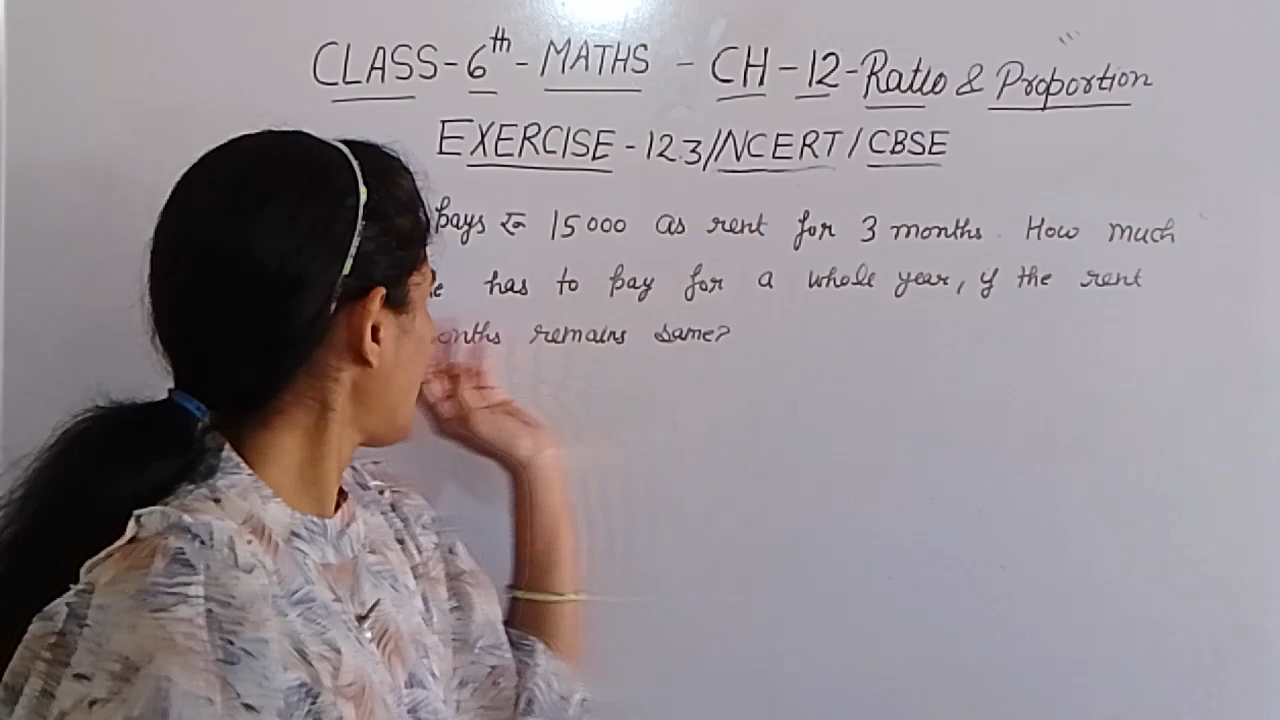 CLASS-6th-MATHS - CH-12-Ratio & Proportion
EXERCISE-12.3/NCERT/CBSE
pays ₹ 15000 as rent for 3 months. How much
has to pay for a whole year, if the rent
onths remains same?